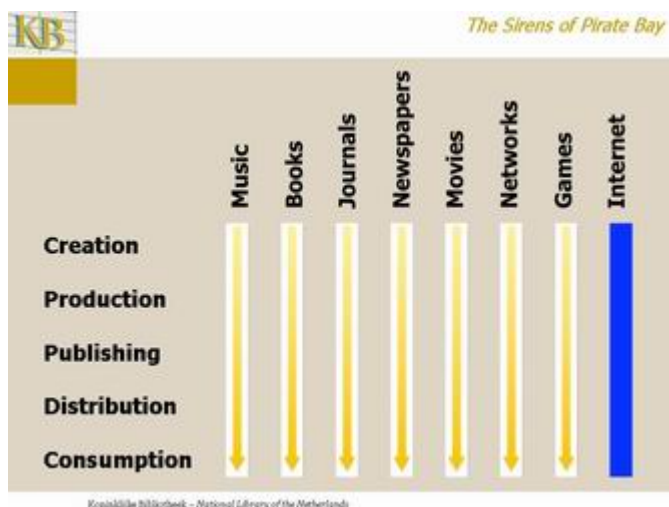 KB
The Sirens of Pirate Bay
Music
Books
Journals
Newspapers
Movies
Networks
Games
Internet
Creation
Production
Publishing
Distribution
Consumption
Koninklijke Bibliotheek – National Library of the Netherlands